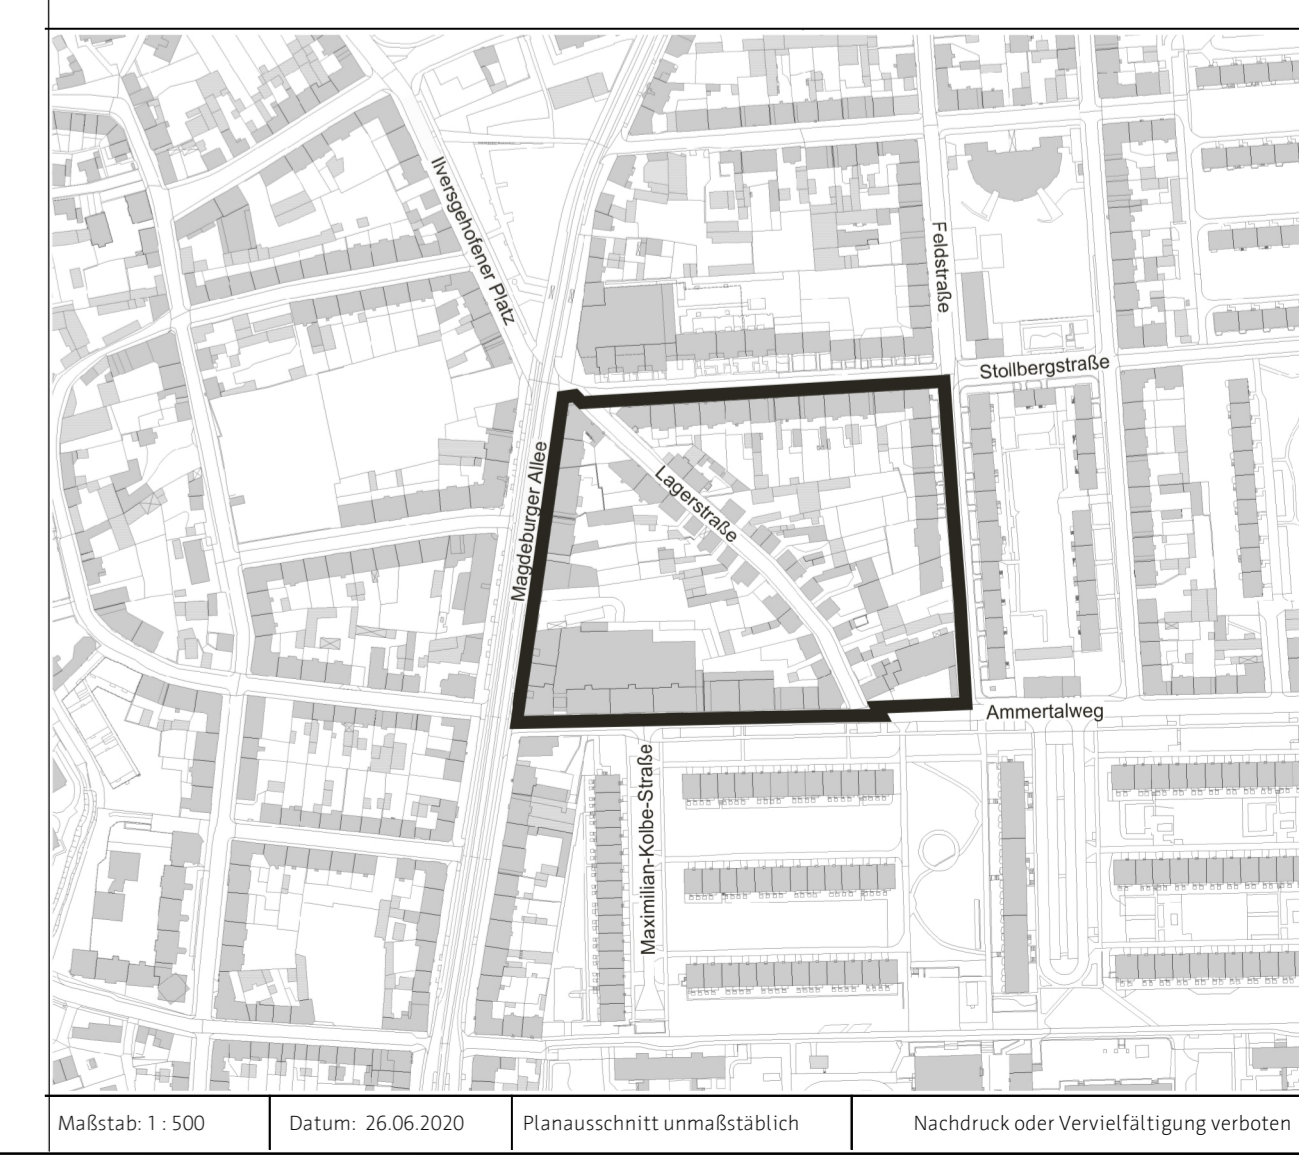 Ilversgehofener Platz
Feldstraße
Stollbergstraße
Magdeburger Allee
Lagerstraße
Ammertalweg
Maximilian-Kolbe-Straße
Maßstab: 1 : 500
Datum: 26.06.2020
Planausschnitt unmaßstäblich
Nachdruck oder Vervielfältigung verboten